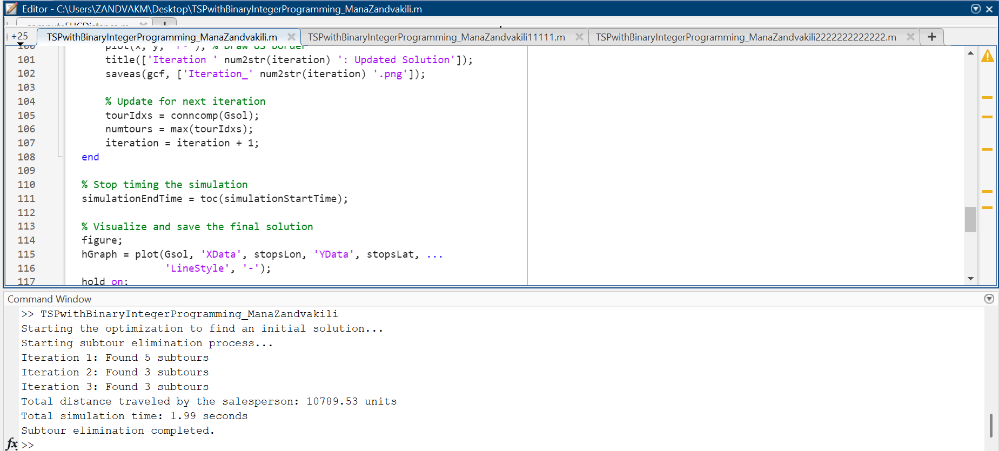 Editor - C:\Users\ZANDVAKM\Desktop\TSPwithBinaryIntegerProgramming_ManaZandvakili.m
+25 TSPwithBinaryIntegerProgramming_ManaZandvakili.m TSPwithBinaryIntegerProgramming_ManaZandvakili11111.m TSPwithBinaryIntegerProgramming_ManaZandvakili2222222222222.m
101 title(['Iteration ' num2str(iteration) ': Updated Solution']);
102 saveas(gcf, ['Iteration_' num2str(iteration) '.png']);
103
104 % Update for next iteration
105 tourIdxs = conncomp(Gsol);
106 numtours = max(tourIdxs);
107 iteration = iteration + 1;
108 end
109
110 % Stop timing the simulation
111 simulationEndTime = toc(simulationStartTime);
112
113 % Visualize and save the final solution
114 figure;
115 hGraph = plot(Gsol, 'XData', stopsLon, 'YData', stopsLat, ...
116 'LineStyle', '-');
117 hold on;
Command Window
>> TSPwithBinaryIntegerProgramming_ManaZandvakili
Starting the optimization to find an initial solution...
Starting subtour elimination process...
Iteration 1: Found 5 subtours
Iteration 2: Found 3 subtours
Iteration 3: Found 3 subtours
Total distance traveled by the salesperson: 10789.53 units
Total simulation time: 1.99 seconds
Subtour elimination completed.
fx >>